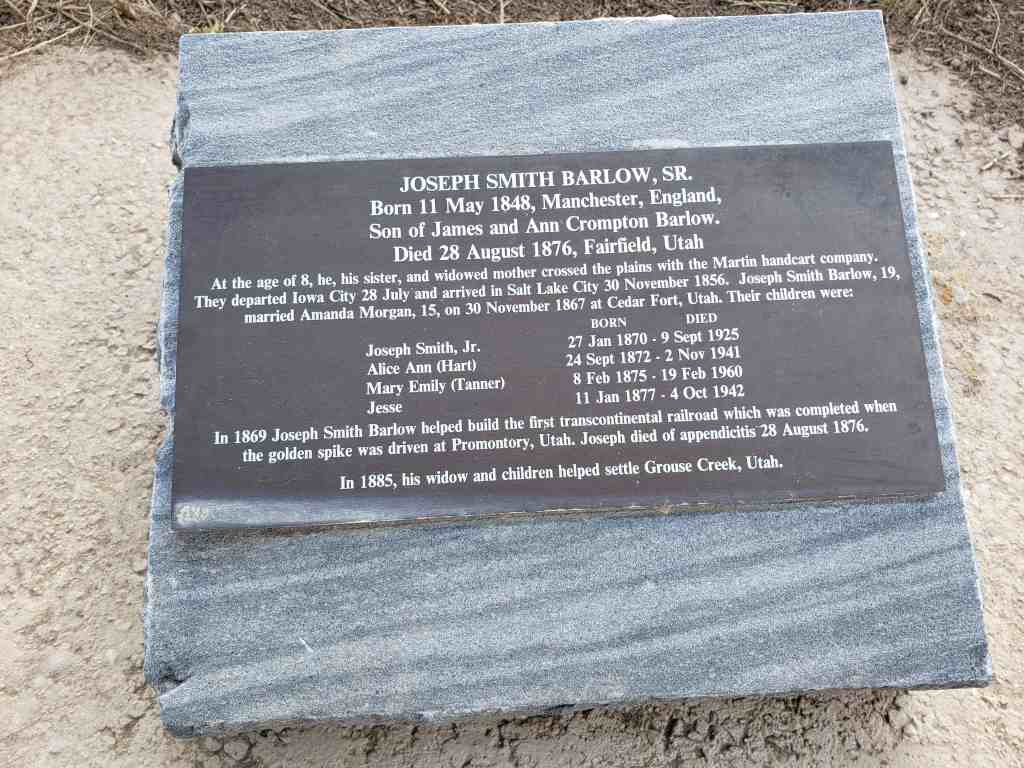 JOSEPH SMITH BARLOW, SR.
Born 11 May 1848, Manchester, England,
Son of James and Ann Crompton Barlow.
Died 28 August 1876, Fairfield, Utah
At the age of 8, he, his sister, and widowed mother crossed the plains with the Martin handcart company.
They departed Iowa City 28 July and arrived in Salt Lake City 30 November 1856. Joseph Smith Barlow, 19,
married Amanda Morgan, 15, on 30 November 1867 at Cedar Fort, Utah. Their children were:
BORN DIED
Joseph Smith, Jr. 27 Jan 1870 - 9 Sept 1925
Alice Ann (Hart) 24 Sept 1872 - 2 Nov 1941
Mary Emily (Tanner) 8 Feb 1875 - 19 Feb 1960
Jesse 11 Jan 1877 - 4 Oct 1942
In 1869 Joseph Smith Barlow helped build the first transcontinental railroad which was completed when
the golden spike was driven at Promontory, Utah. Joseph died of appendicitis 28 August 1876.
In 1885, his widow and children helped settle Grouse Creek, Utah.